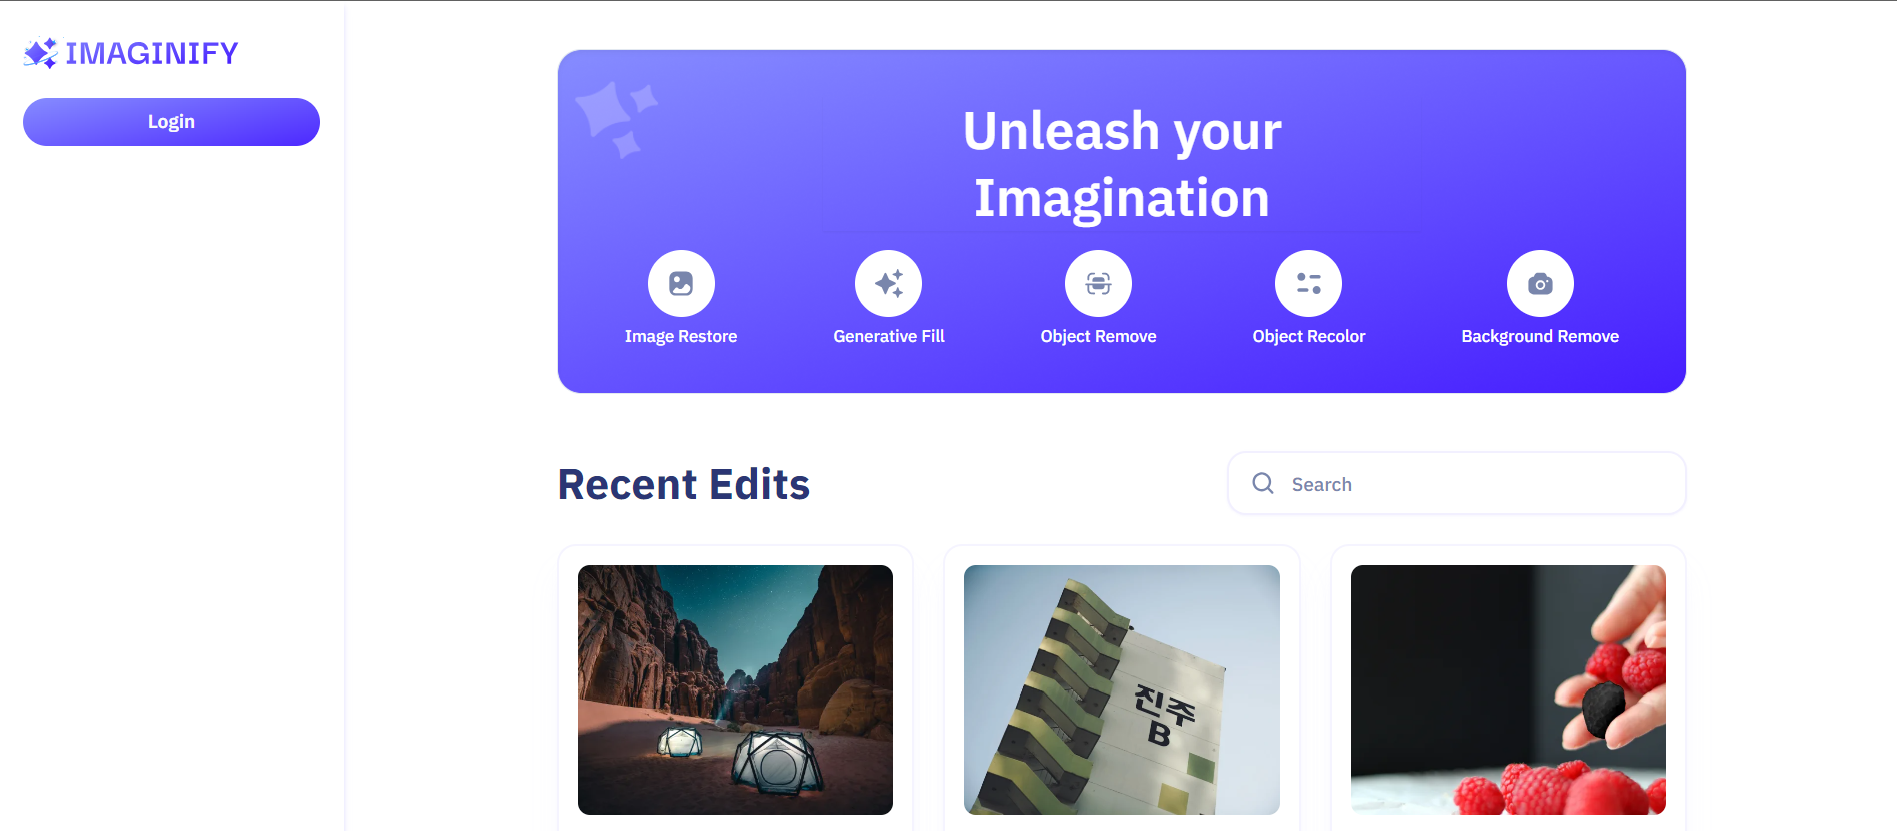 IMAGINIFY
Login
Unleash your
Imagination
Image Restore
Generative Fill
Object Remove
Object Recolor
Background Remove
Recent Edits
Search
진주
B